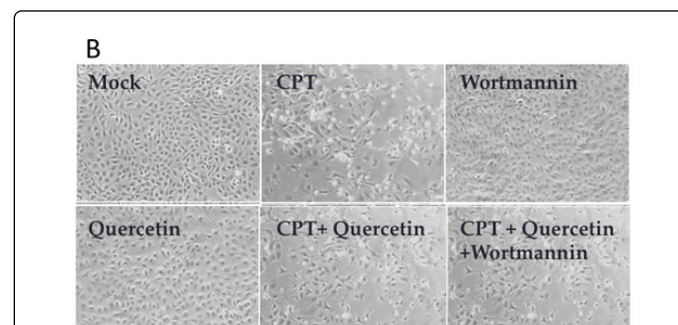 B
Mock
CPT
Wortmannin
Quercetin
CPT+ Quercetin
CPT + Quercetin
+Wortmannin